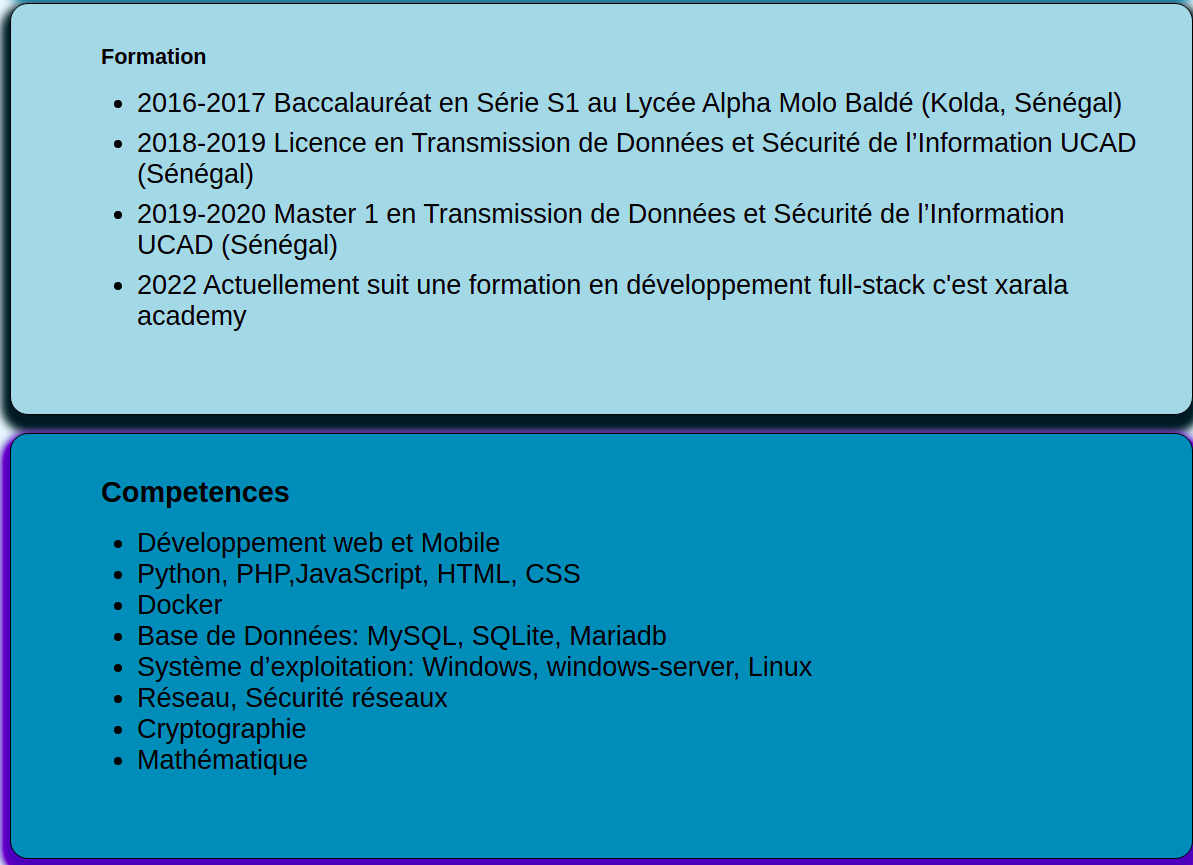 Formation
2016-2017 Baccalauréat en Série S1 au Lycée Alpha Molo Baldé (Kolda, Sénégal)
2018-2019 Licence en Transmission de Données et Sécurité de l’Information UCAD
(Sénégal)
2019-2020 Master 1 en Transmission de Données et Sécurité de l’Information
UCAD (Sénégal)
2022 Actuellement suit une formation en développement full-stack c'est xarala
academy
Competences
Développement web et Mobile
Python, PHP,JavaScript, HTML, CSS
Docker
Base de Données: MySQL, SQLite, Mariadb
Système d’exploitation: Windows, windows-server, Linux
Réseau, Sécurité réseaux
Cryptographie
Mathématique